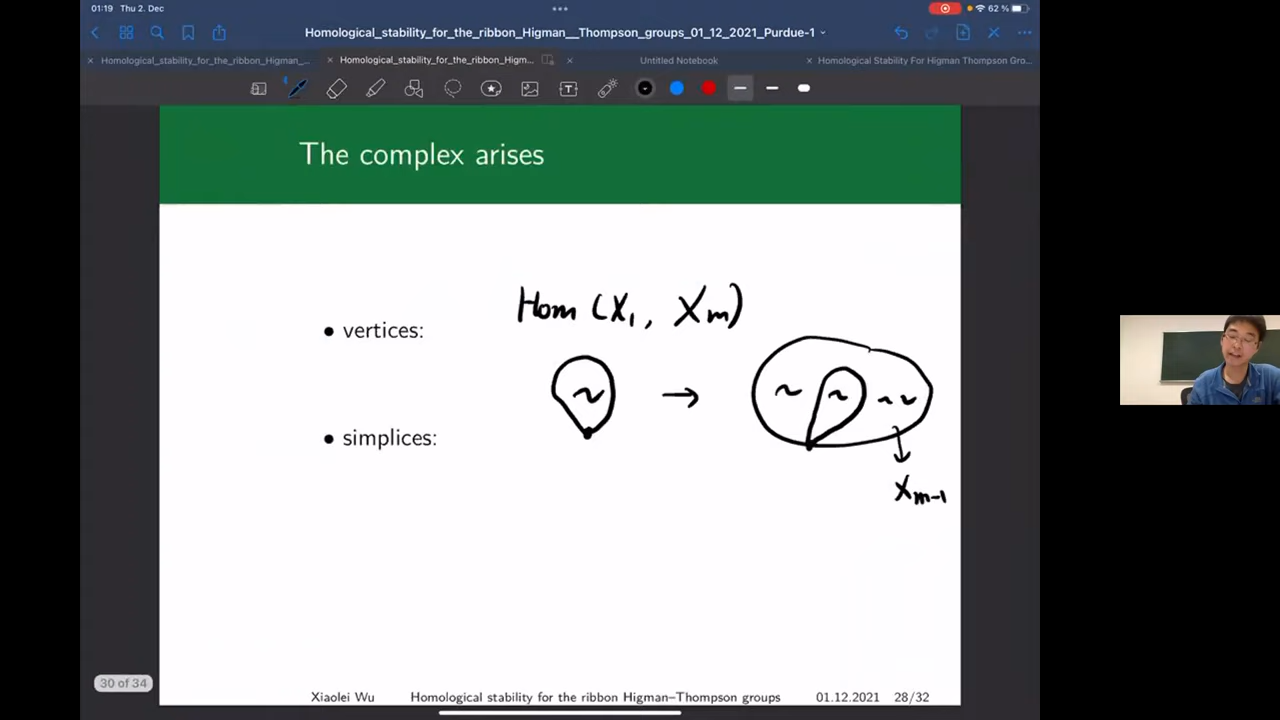 01:19 Thu 2. Dec
62 %
Homological_stability_for_the_ribbon_Higman__Thompson_groups_01_12_2021_Purdue-1
Homological_stability_for_the_ribbon_Higman__Thompson_groups_01_12_2021_...
Homological_stability_for_the_ribbon_Higm...
Untitled Notebook
Homological Stability For Higman Thompson Gro...
The complex arises
Hom (X₁, Xm)
• vertices:
• simplices:
Xm-1
30 of 34
Xiaolei Wu Homological stability for the ribbon Higman–Thompson groups 01.12.2021 28/32